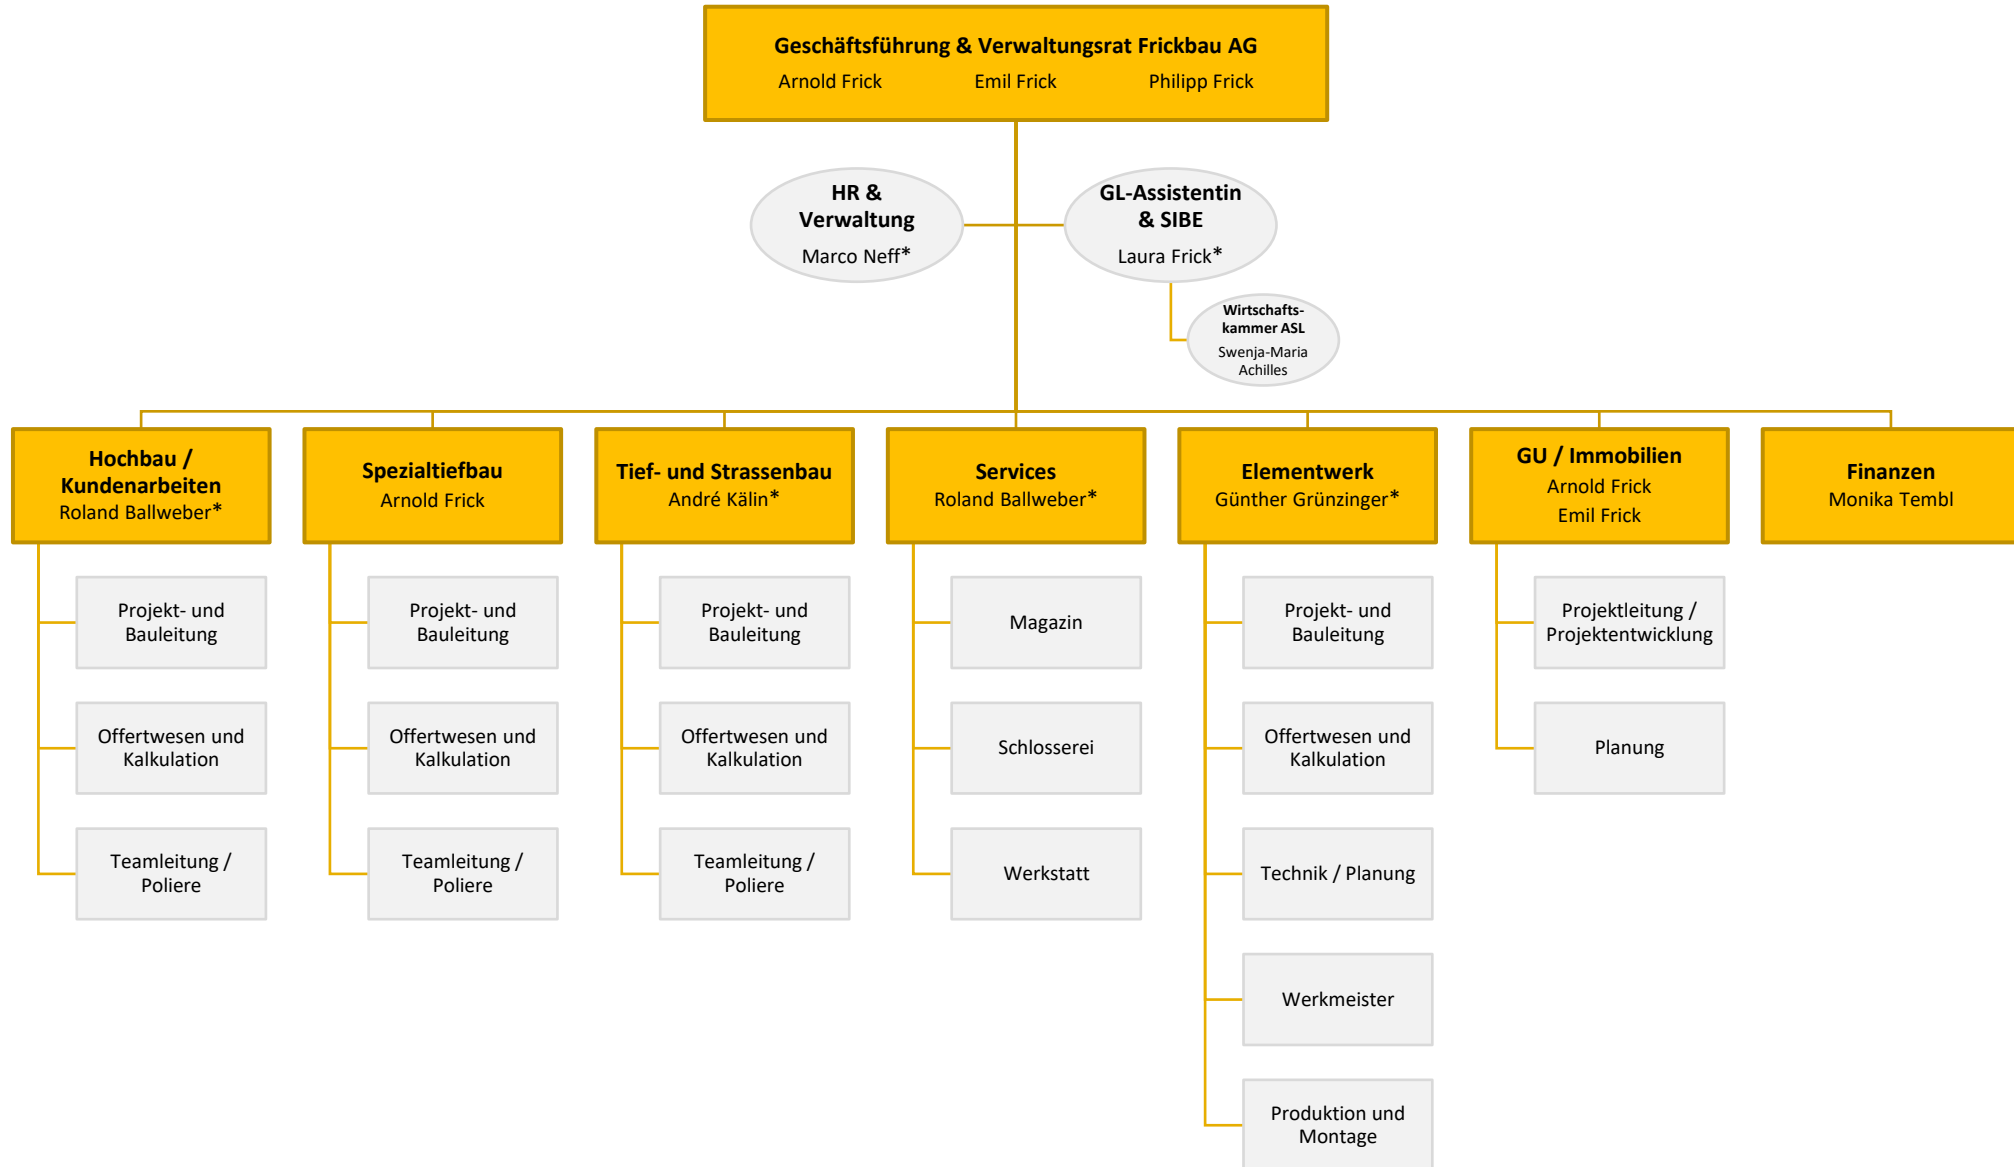 Geschäftsführung & Verwaltungsrat Frickbau AG
Arnold Frick Emil Frick Philipp Frick
HR &
Verwaltung
Marco Neff*
GL-Assistentin
& SIBE
Laura Frick*
Wirtschafts-
kammer ASL
Swenja-Maria
Achilles
Hochbau /
Kundenarbeiten
Roland Ballweber*
Spezialtiefbau
Arnold Frick
Tief- und Strassenbau
André Kälin*
Services
Roland Ballweber*
Elementwerk
Günther Grünzinger*
GU / Immobilien
Arnold Frick
Emil Frick
Finanzen
Monika Tembl
Projekt- und
Bauleitung
Offertwesen und
Kalkulation
Teamleitung /
Poliere
Projekt- und
Bauleitung
Offertwesen und
Kalkulation
Teamleitung /
Poliere
Projekt- und
Bauleitung
Offertwesen und
Kalkulation
Teamleitung /
Poliere
Magazin
Schlosserei
Werkstatt
Projekt- und
Bauleitung
Offertwesen und
Kalkulation
Technik / Planung
Werkmeister
Produktion und
Montage
Projektleitung /
Projektentwicklung
Planung